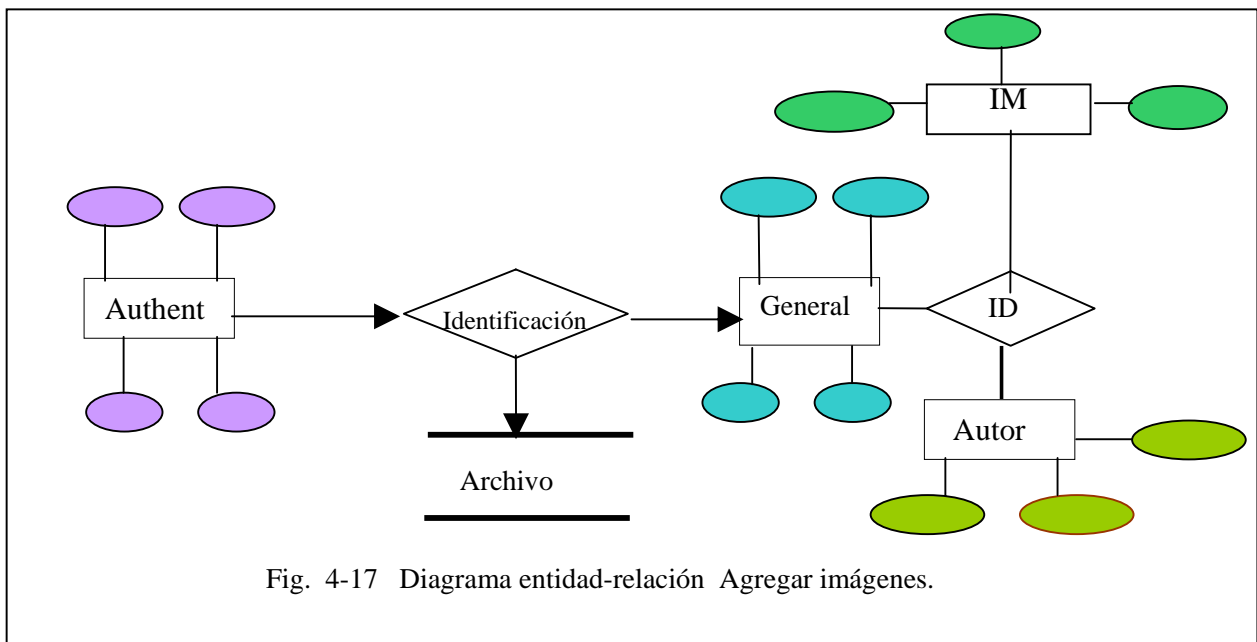 IM
Authent
Identificación
General
ID
Autor
Archivo
Fig. 4-17 Diagrama entidad-relación Agregar imágenes.